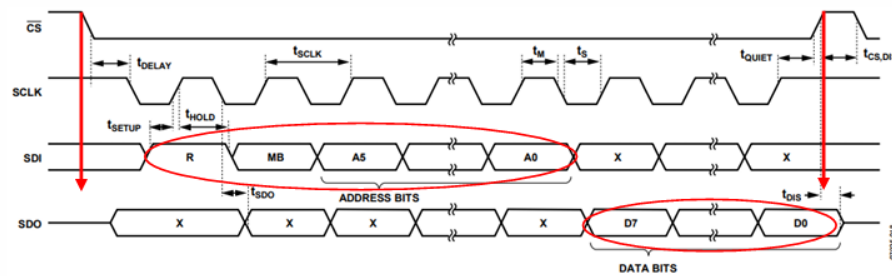 CS
tDELAY tSCLK tM tS tQUIET tCS,DI
SCLK
tSETUP tHOLD
SDI R MB A5 A0 X X
tSDO ADDRESS BITS tDIS
SDO X X X X D7 D0
DATA BITS